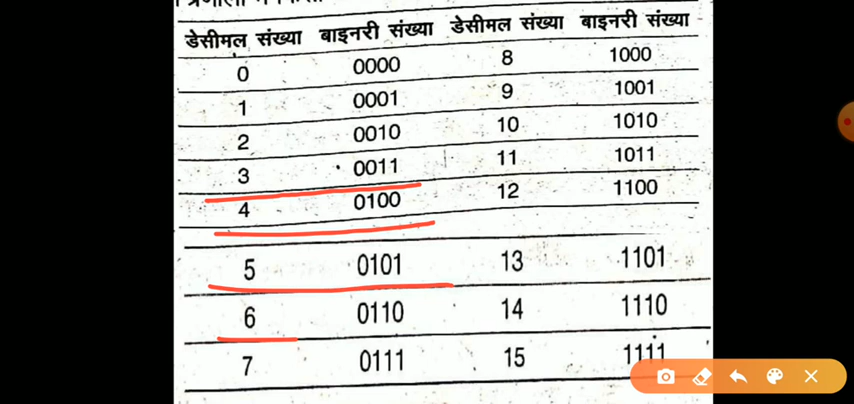 डेसीमल संख्या बाइनरी संख्या डेसीमल संख्या बाइनरी संख्या
0 0000 8 1000
1 0001 9 1001
2 0010 10 1010
3 0011 11 1011
4 0100 12 1100
5 0101 13 1101
6 0110 14 1110
7 0111 15 1111